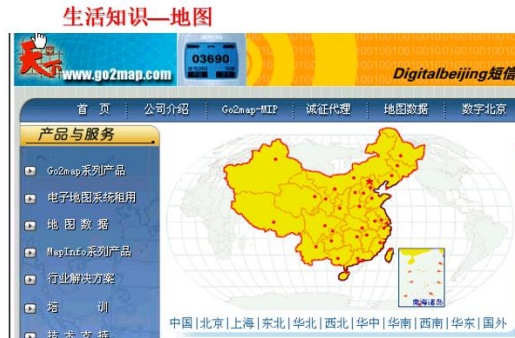 生活知识—地图
天下
www.go2map.com
03690
Digitalbeijing短信
首 页 公司介绍 Go2map-MIP 诚征代理 地图数据 数字北京
产品与服务
Go2map系列产品
电子地图系统租用
地 图 数 据
MapInfo系列产品
行业解决方案
培 训
技 术 支 持
南海诸岛
中国|北京|上海|东北|华北|西北|华中|华南|西南|华东|国外